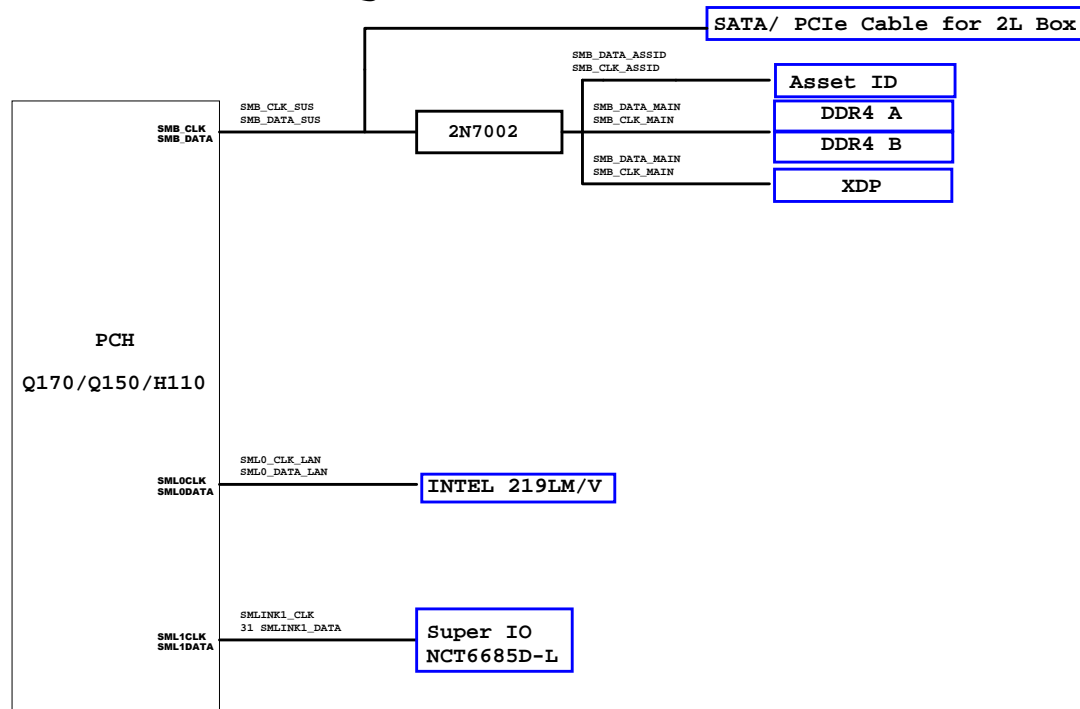 SATA/ PCIe Cable for 2L Box
SMB_DATA_ASSID
SMB_CLK_ASSID
Asset ID
SMB_CLK_SUS
SMB_DATA_SUS
SMB_CLK
SMB_DATA
2N7002
SMB_DATA_MAIN
SMB_CLK_MAIN
DDR4 A
DDR4 B
SMB_DATA_MAIN
SMB_CLK_MAIN
XDP
PCH
Q170/Q150/H110
SML0_CLK_LAN
SML0_DATA_LAN
SML0CLK
SML0DATA
INTEL 219LM/V
SMLINK1_CLK
31 SMLINK1_DATA
SML1CLK
SML1DATA
Super IO
NCT6685D-L